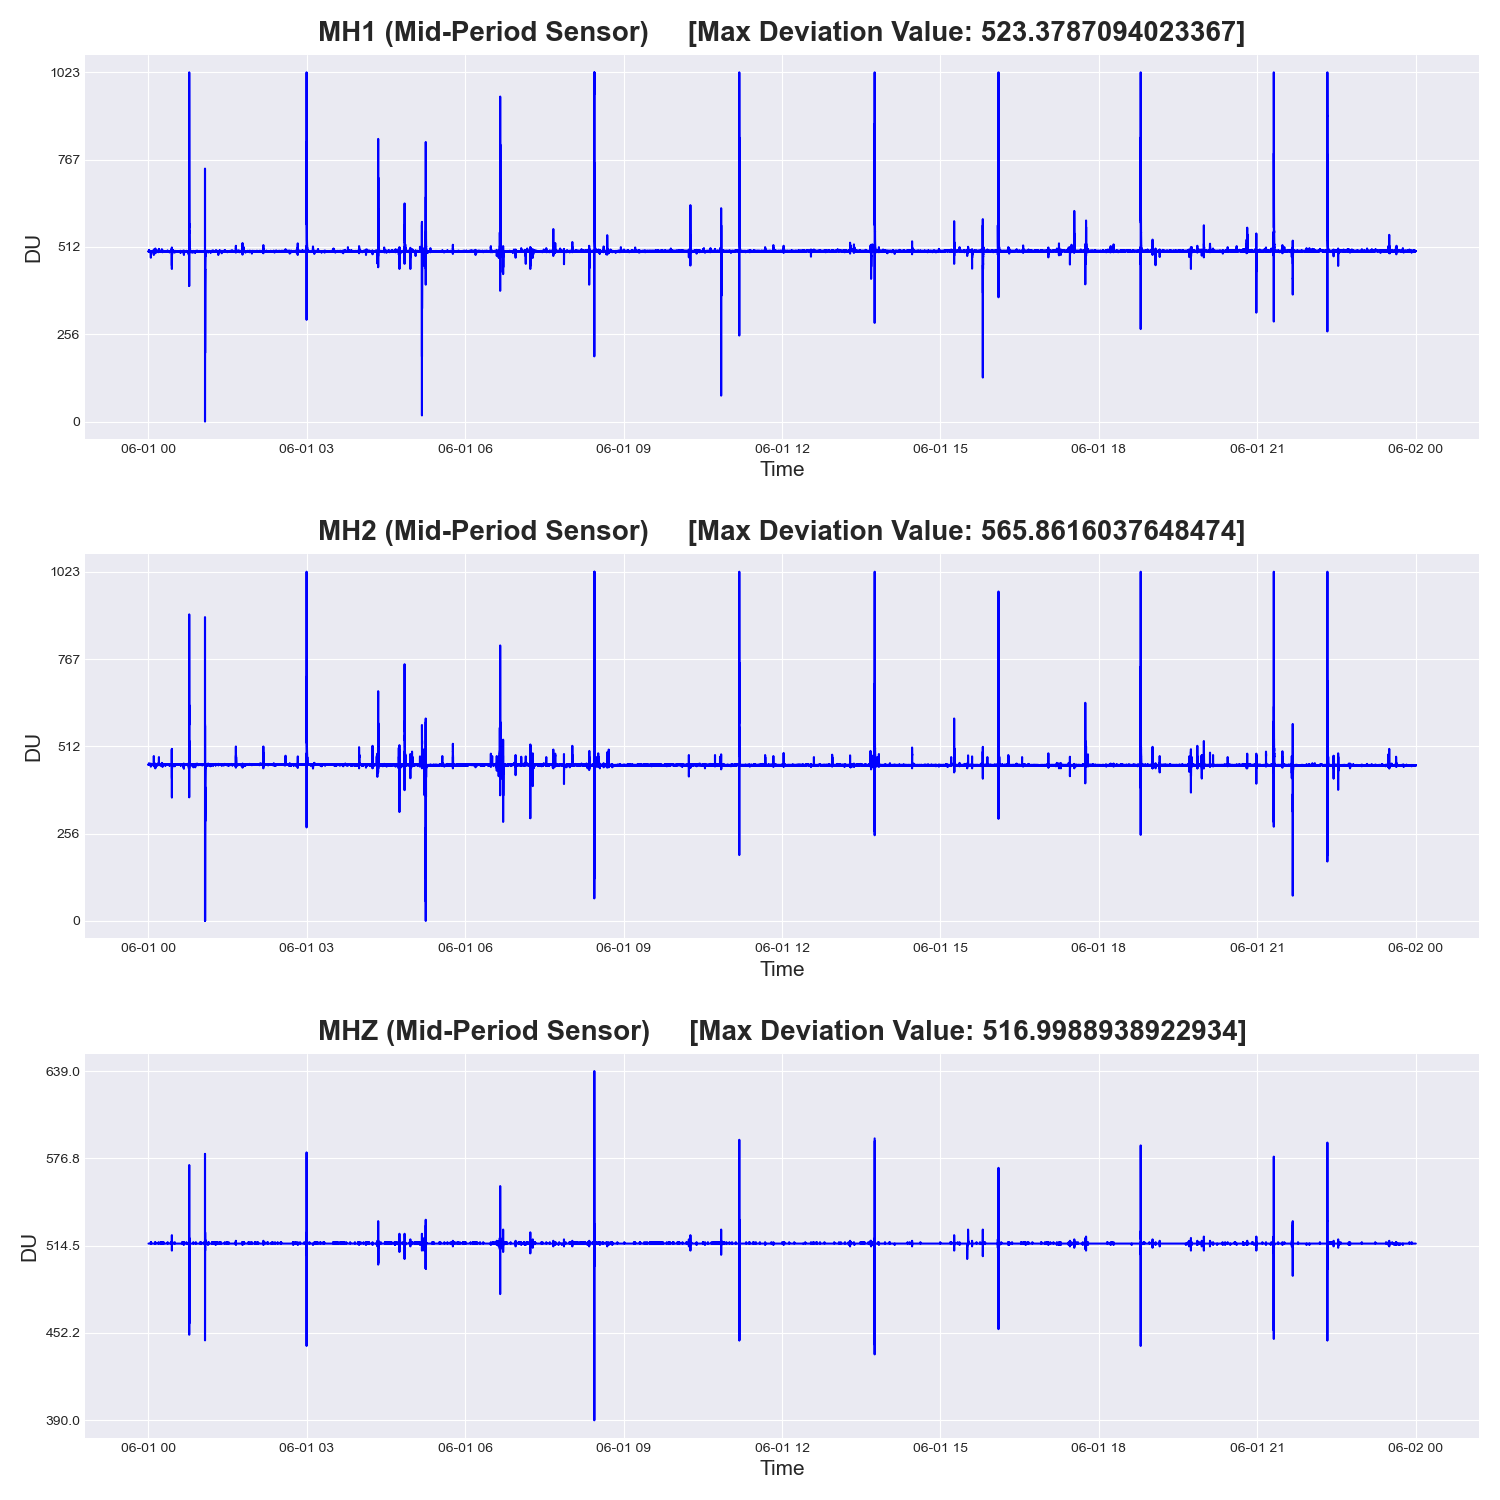 MH1 (Mid-Period Sensor) [Max Deviation Value: 523.3787094023367]
1023
767
512
256
0
DU
06-01 00 06-01 03 06-01 06 06-01 09 06-01 12 06-01 15 06-01 18 06-01 21 06-02 00
Time
MH2 (Mid-Period Sensor) [Max Deviation Value: 565.8616037648474]
1023
767
512
256
0
DU
06-01 00 06-01 03 06-01 06 06-01 09 06-01 12 06-01 15 06-01 18 06-01 21 06-02 00
Time
MHZ (Mid-Period Sensor) [Max Deviation Value: 516.9988938922934]
639.0
576.8
514.5
452.2
390.0
DU
06-01 00 06-01 03 06-01 06 06-01 09 06-01 12 06-01 15 06-01 18 06-01 21 06-02 00
Time